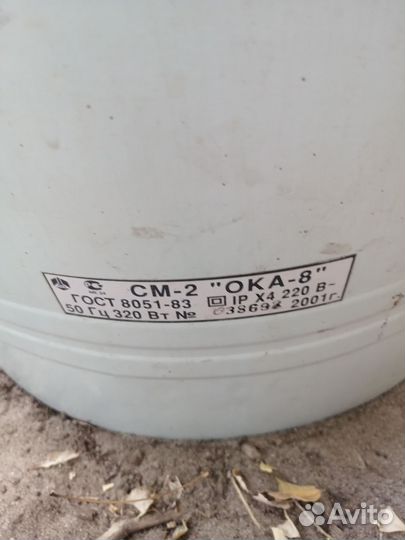 СМ-2 "ОКА-8"
ГОСТ 8051-83 IP X4 220 В~
50 Гц 320 Вт № 2001г.
Avito